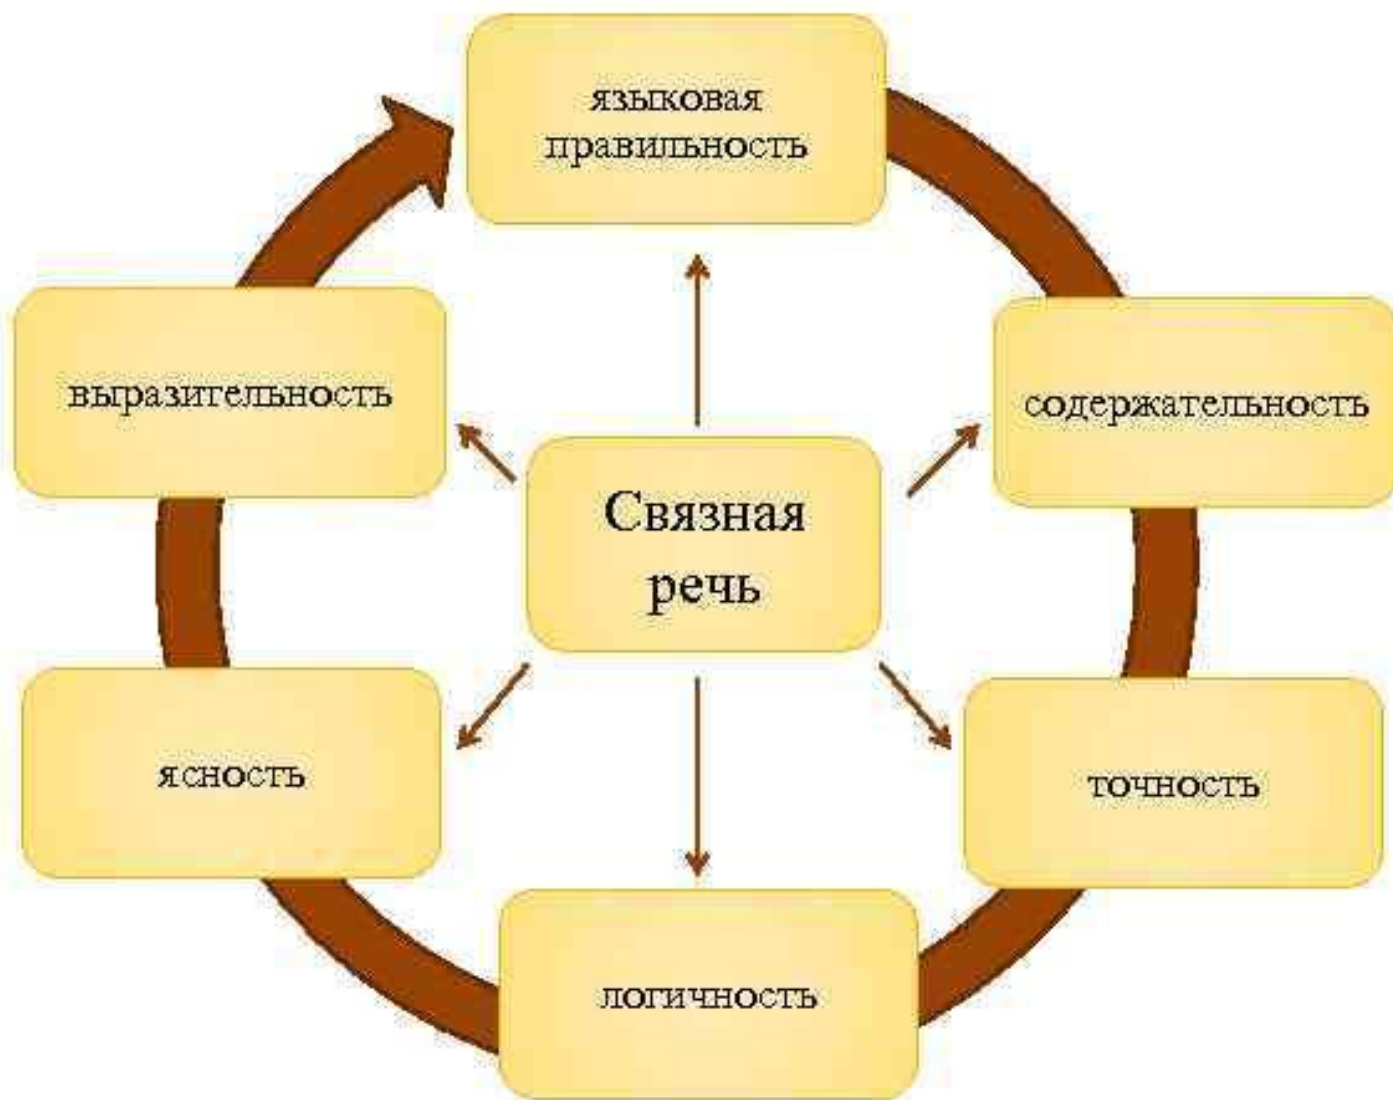 языковая
правильность
выразительность
содержательность
Связная
речь
ясность
точность
логичность